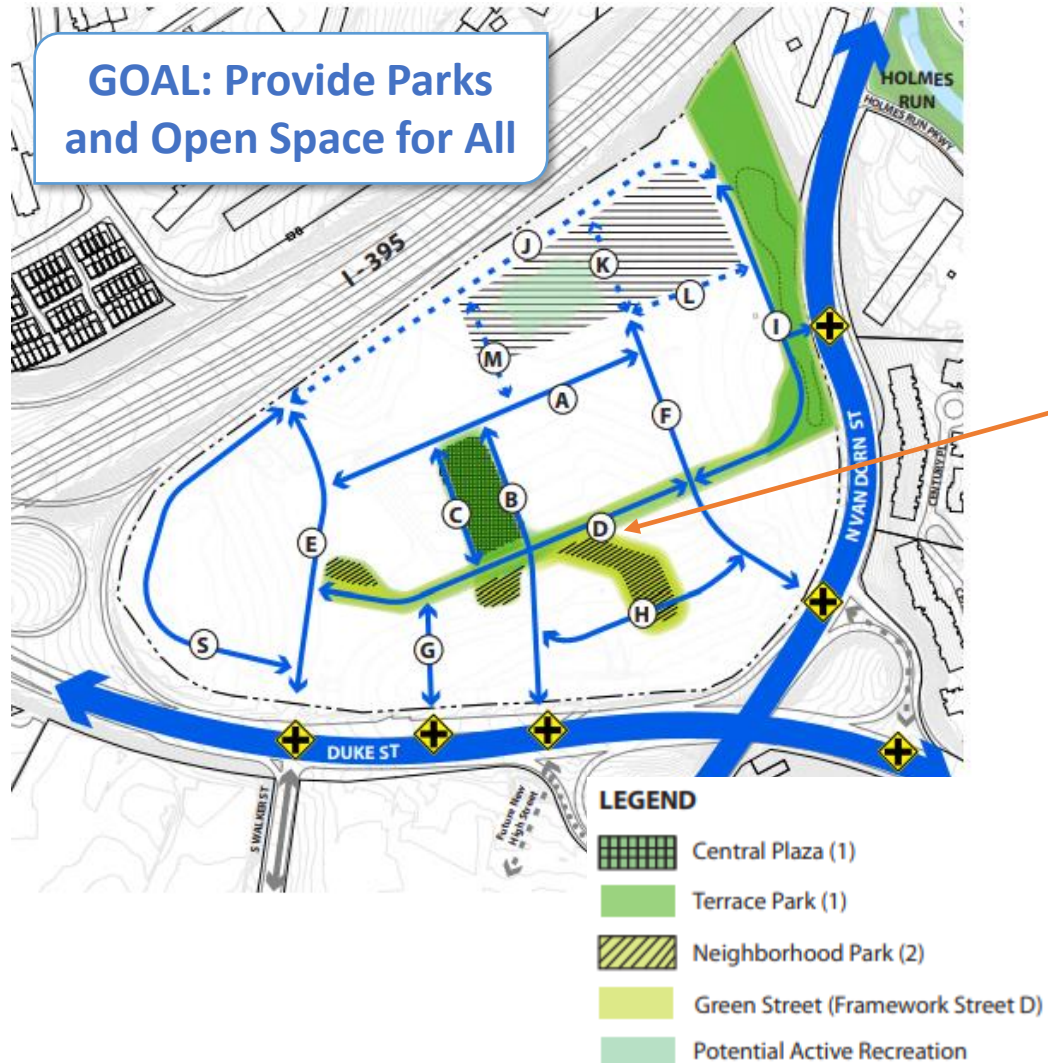 GOAL: Provide Parks
and Open Space for All
HOLMES
RUN
HOLMES RUN PKWY
I - 395
J
K
L
I
M
A
F
C
B
D
E
H
S
G
N VAN DORN ST
DUKE ST
S WALKER ST
Future New
High Street
LEGEND
Central Plaza (1)
Terrace Park (1)
Neighborhood Park (2)
Green Street (Framework Street D)
Potential Active Recreation